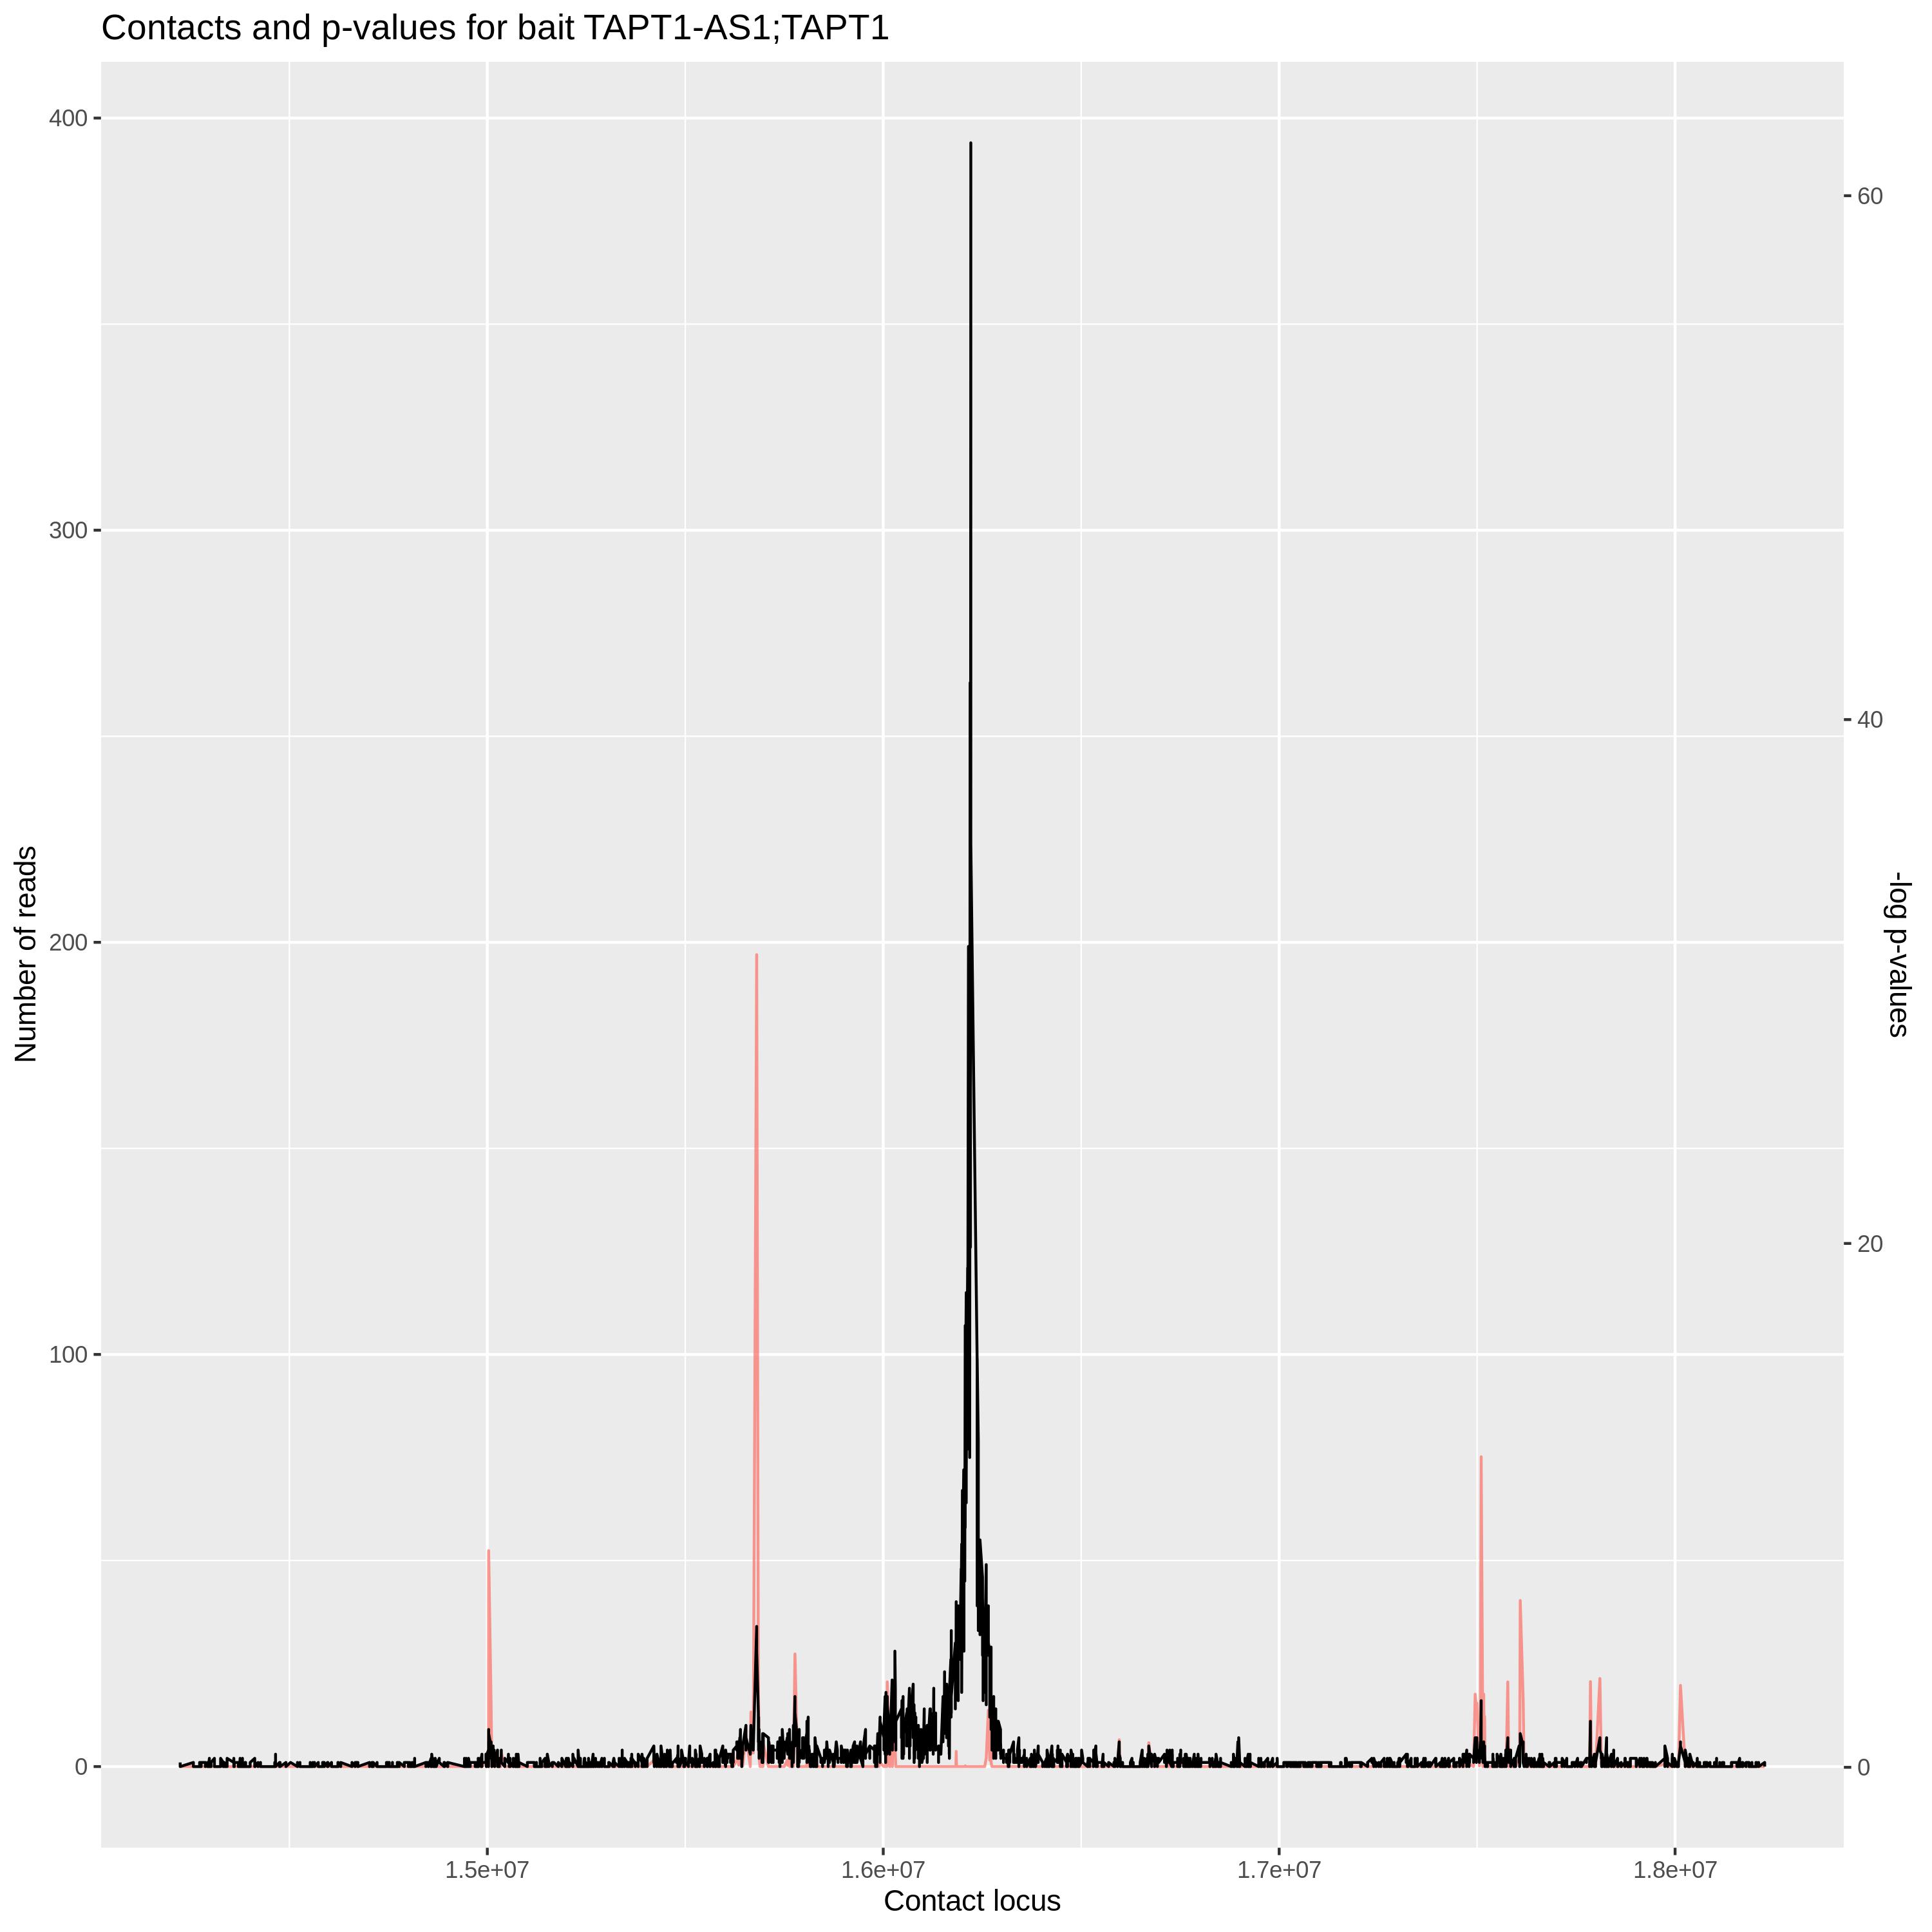 Contacts and p-values for bait TAPT1-AS1;TAPT1
400
300
200
100
0
Number of reads
60
40
20
0
-log p-values
1.5e+07 1.6e+07 1.7e+07 1.8e+07
Contact locus